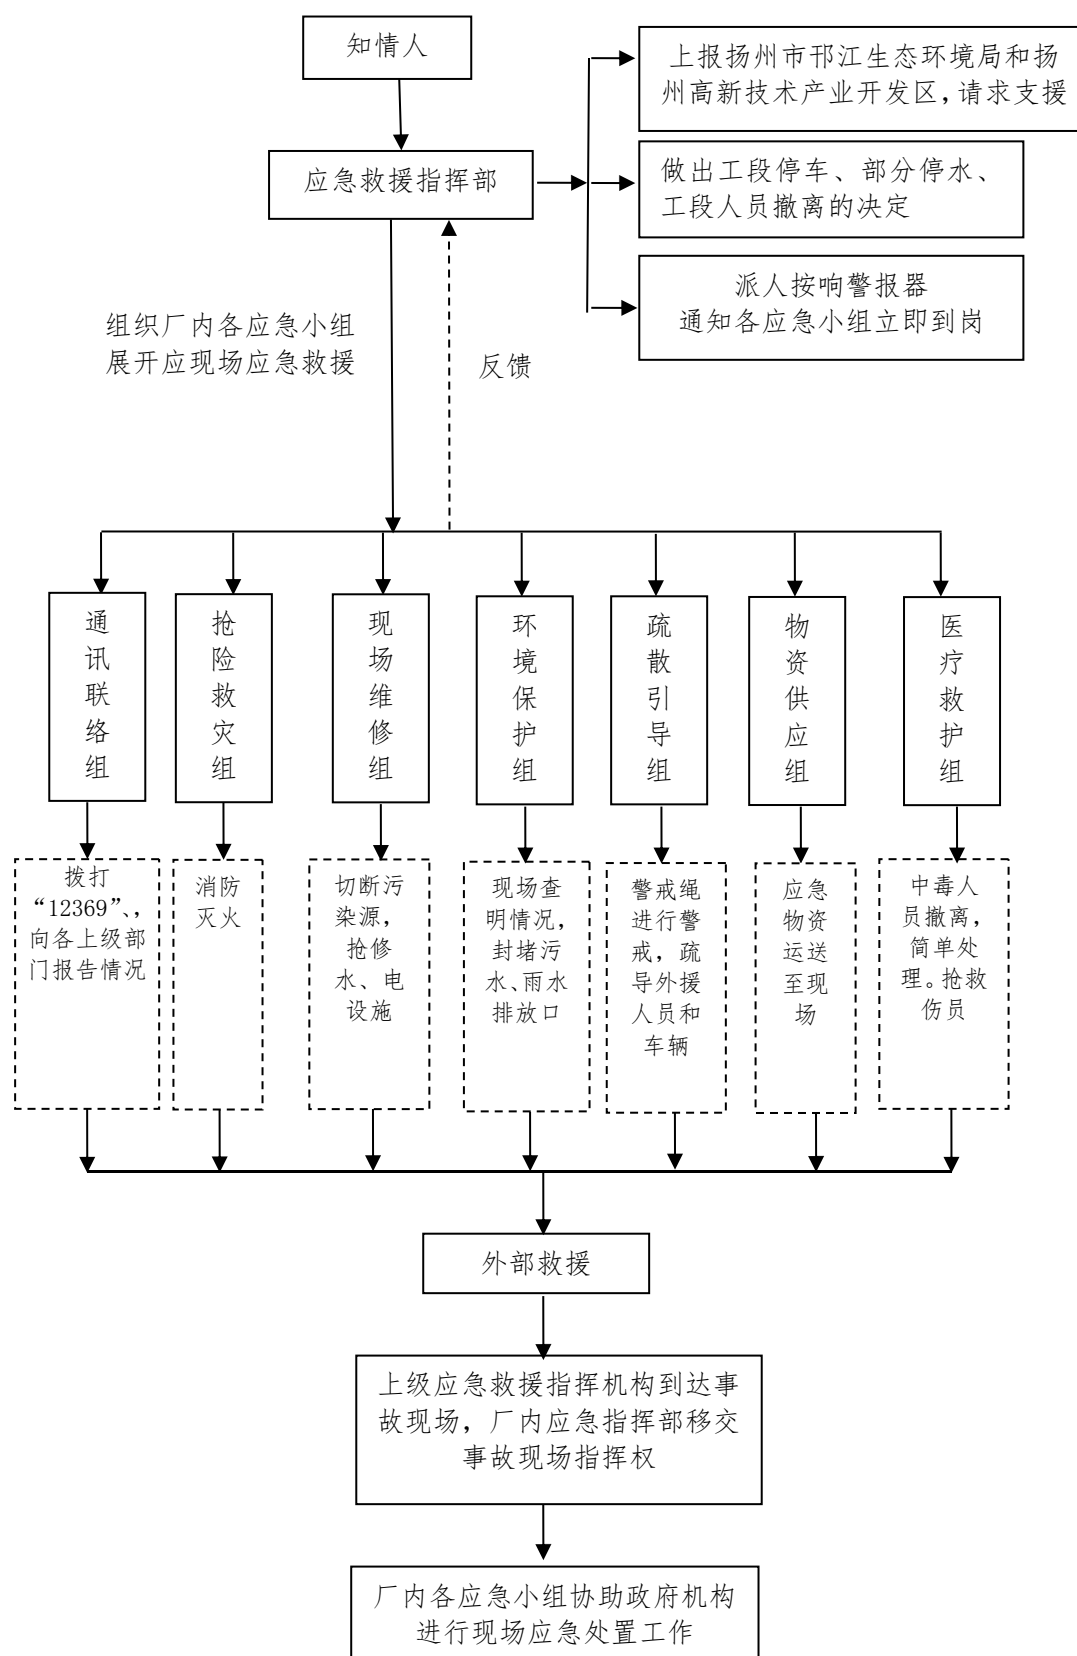 知情人
上报扬州市邗江生态环境局和扬
州高新技术产业开发区，请求支援
应急救援指挥部
做出工段停车、部分停水、
工段人员撤离的决定
派人按响警报器
通知各应急小组立即到岗
组织厂内各应急小组
展开应现场应急救援
反馈
通讯联络组
抢险救灾组
现场维修组
环境保护组
疏散引导组
物资供应组
医疗救护组
拨打
“12369”、，
向各上级部
门报告情况
消防
灭火
切断污
染源，
抢修
水、电
设施
现场查
明情况，
封堵污
水、雨水
排放口
警戒绳
进行警
戒，疏
导外援
人员和
车辆
应急
物资
运送
至现
场
中毒人
员撤离，
简单处
理。抢救
伤员
外部救援
上级应急救援指挥机构到达事
故现场，厂内应急指挥部移交
事故现场指挥权
厂内各应急小组协助政府机构
进行现场应急处置工作